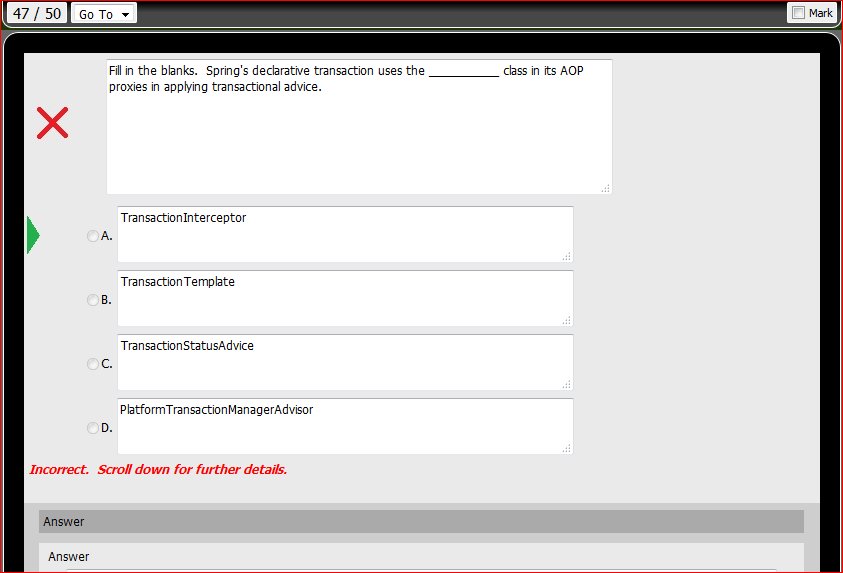 47 / 50 Go To Mark
Fill in the blanks. Spring's declarative transaction uses the ___________ class in its AOP
proxies in applying transactional advice.
A. TransactionInterceptor
B. TransactionTemplate
C. TransactionStatusAdvice
D. PlatformTransactionManagerAdvisor
Incorrect. Scroll down for further details.
Answer
Answer